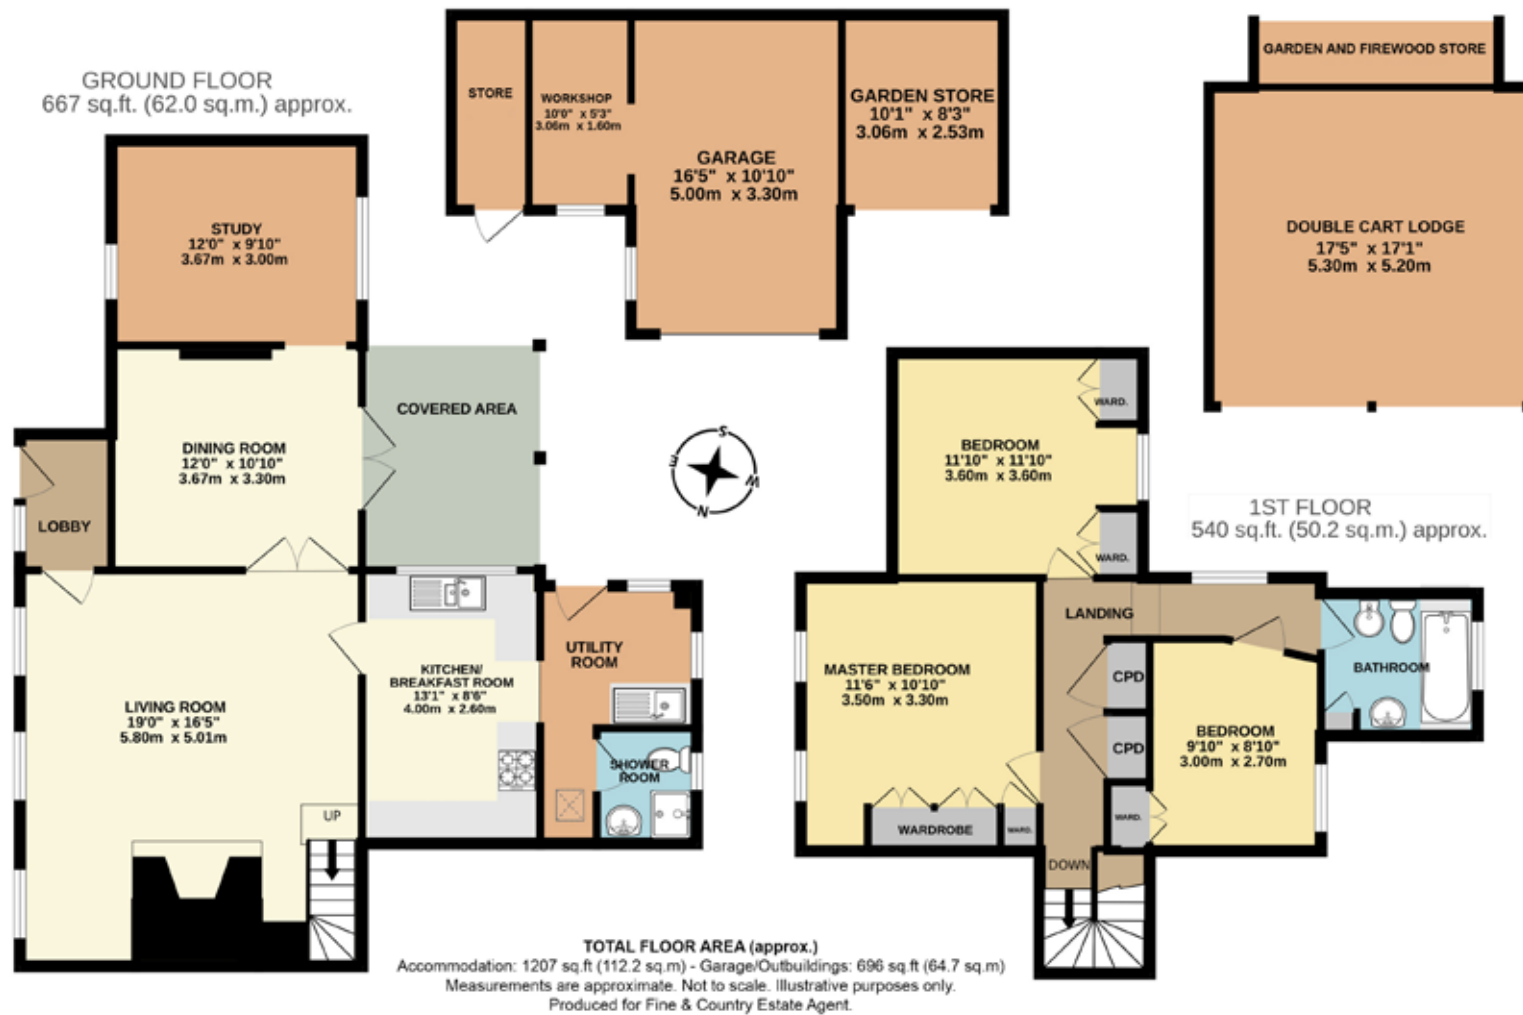 GROUND FLOOR
667 sq.ft. (62.0 sq.m.) approx.
STORE
WORKSHOP
10'0" x 5'3"
3.06m x 1.60m
GARAGE
16'5" x 10'10"
5.00m x 3.30m
GARDEN STORE
10'1" x 8'3"
3.06m x 2.53m
GARDEN AND FIREWOOD STORE
DOUBLE CART LODGE
17'5" x 17'1"
5.30m x 5.20m
STUDY
12'0" x 9'10"
3.67m x 3.00m
COVERED AREA
DINING ROOM
12'0" x 10'10"
3.67m x 3.30m
LOBBY
LIVING ROOM
19'0" x 16'5"
5.80m x 5.01m
UP
KITCHEN/
BREAKFAST ROOM
13'1" x 8'6"
4.00m x 2.60m
UTILITY
ROOM
SHOWER
ROOM
S
E
W
N
1ST FLOOR
540 sq.ft. (50.2 sq.m.) approx.
WARD.
BEDROOM
11'10" x 11'10"
3.60m x 3.60m
WARD.
LANDING
MASTER BEDROOM
11'6" x 10'10"
3.50m x 3.30m
WARDROBE
WARD.
CPD
CPD
WARD.
DOWN
BEDROOM
9'10" x 8'10"
3.00m x 2.70m
BATHROOM
TOTAL FLOOR AREA (approx.)
Accommodation: 1207 sq.ft (112.2 sq.m) - Garage/Outbuildings: 696 sq.ft (64.7 sq.m)
Measurements are approximate. Not to scale. Illustrative purposes only.
Produced for Fine & Country Estate Agent.